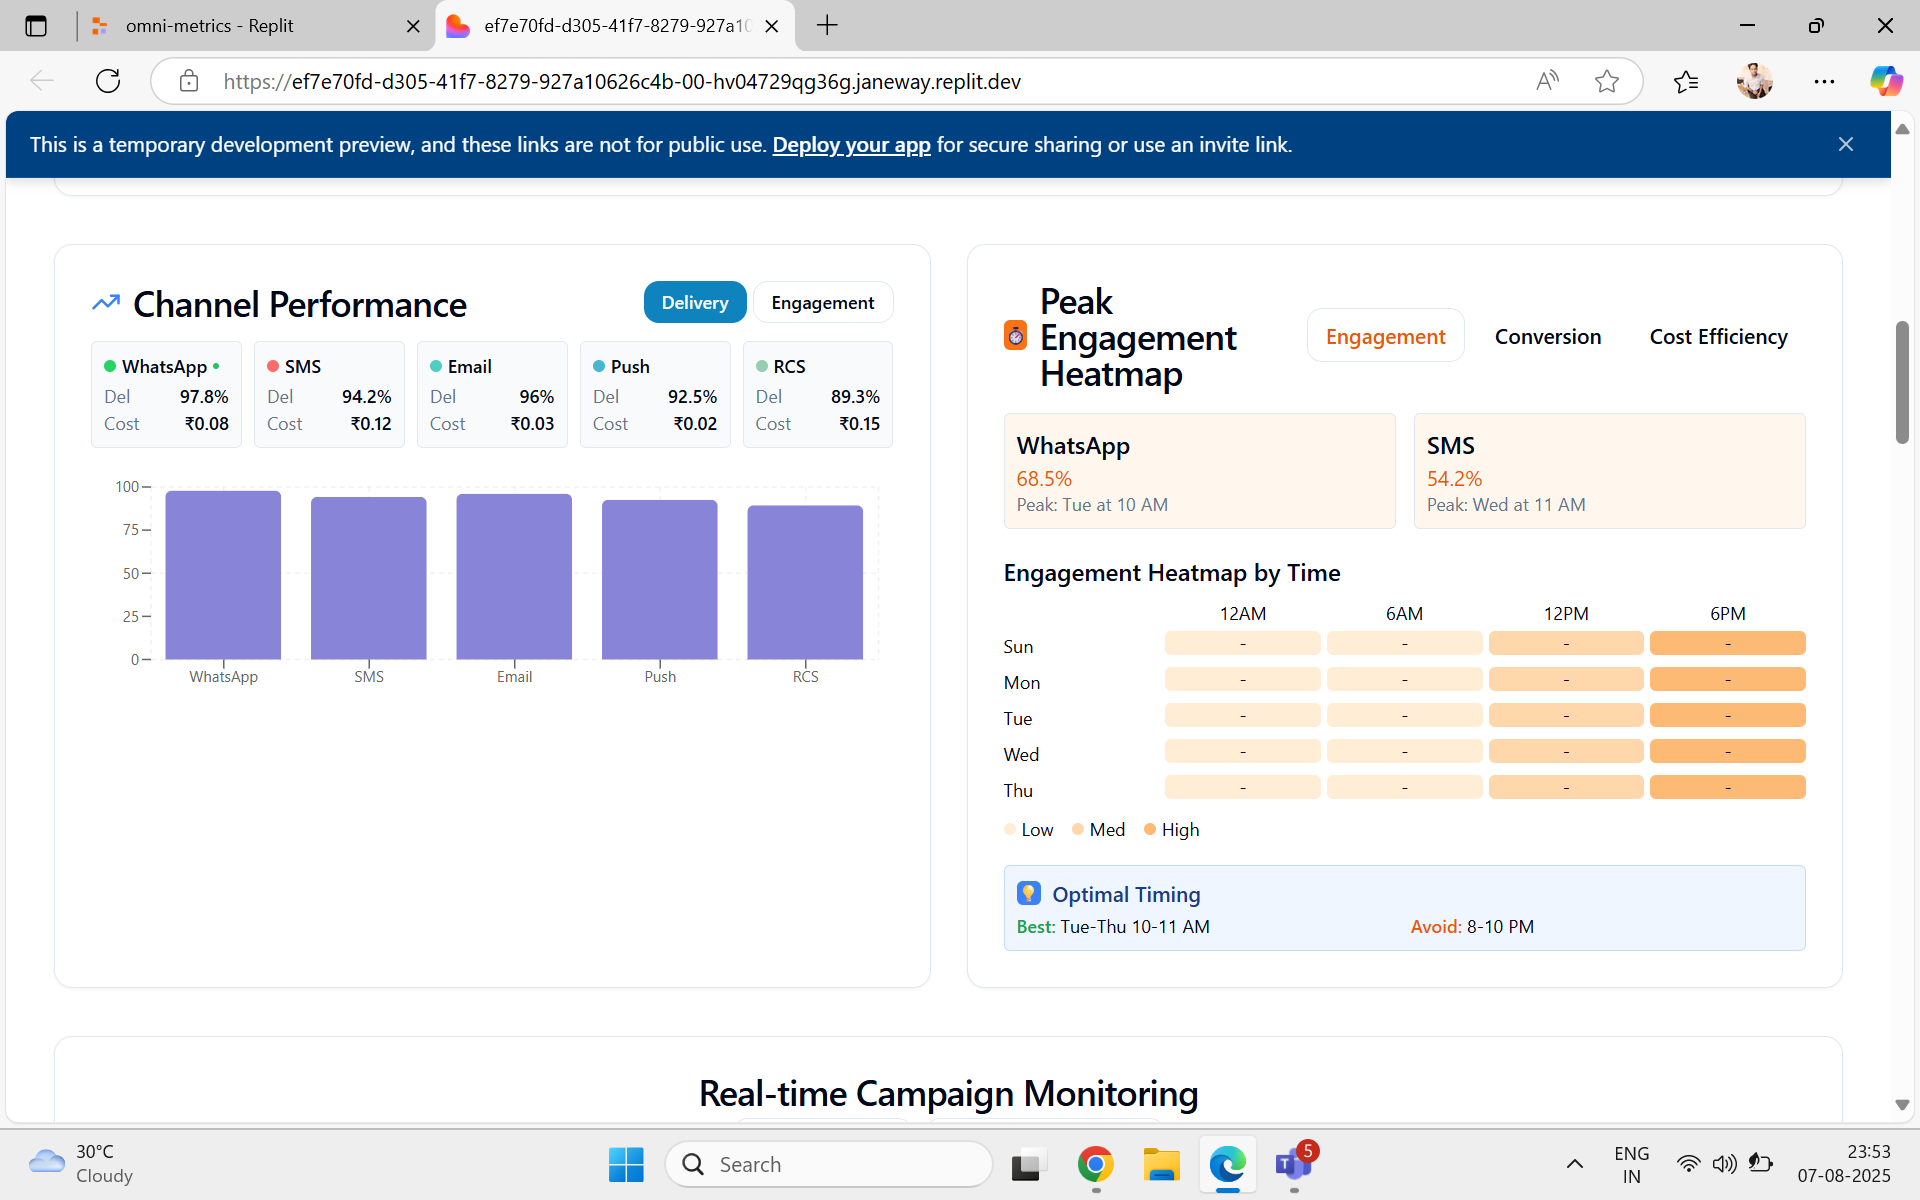 omni-metrics - Replit
ef7e70fd-d305-41f7-8279-927a10
https://ef7e70fd-d305-41f7-8279-927a10626c4b-00-hv04729qg36g.janeway.replit.dev
This is a temporary development preview, and these links are not for public use. Deploy your app for secure sharing or use an invite link.
Channel Performance
Delivery
Engagement
WhatsApp
Del 97.8%
Cost ₹0.08
SMS
Del 94.2%
Cost ₹0.12
Email
Del 96%
Cost ₹0.03
Push
Del 92.5%
Cost ₹0.02
RCS
Del 89.3%
Cost ₹0.15
100
75
50
25
0
WhatsApp SMS Email Push RCS
Peak
Engagement
Heatmap
Engagement
Conversion
Cost Efficiency
WhatsApp
68.5%
Peak: Tue at 10 AM
SMS
54.2%
Peak: Wed at 11 AM
Engagement Heatmap by Time
12AM 6AM 12PM 6PM
Sun - - - -
Mon - - - -
Tue - - - -
Wed - - - -
Thu - - - -
Low Med High
Optimal Timing
Best: Tue-Thu 10-11 AM
Avoid: 8-10 PM
Real-time Campaign Monitoring
30°C
Cloudy
Search
5
ENG
IN
23:53
07-08-2025